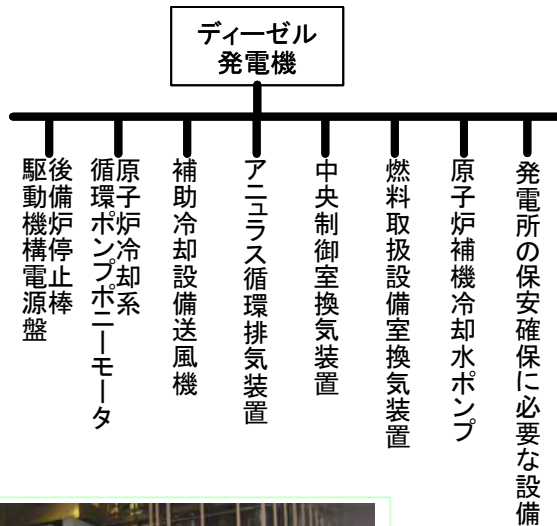 ディーゼル
発電機
後備炉停止棒
駆動機構電源盤
原子炉冷却系
循環ポンプポニーモータ
補助冷却設備送風機
アニュラス循環排気装置
中央制御室換気装置
燃料取扱設備室換気装置
原子炉補機冷却水ポンプ
発電所の保安確保に必要な設備